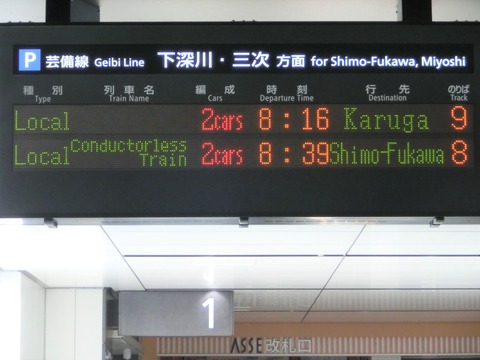 P 芸備線 Geibi Line 下深川・三次 方面 for Shimo-Fukawa, Miyoshi
種別 列車名 編成 時刻 行先 のりば
Type Train Name Cars Departure Time Destination Track
Local 2cars 8:16 Karuga 9
Local Conductorless Train 2cars 8:39 Shimo-Fukawa 8
1
ASSE 改札口